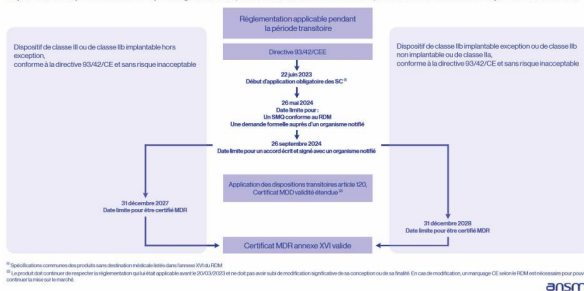 Réglementation applicable pendant
la période transitoire
Directive 93/42/CEE
Dispositif de classe III ou de classe IIb implantable hors
exception,
conforme à la directive 93/42/CE et sans risque inacceptable
Dispositif de classe IIb implantable exception ou de classe IIb
non implantable ou de classe IIa,
conforme à la directive 93/42/CE et sans risque inacceptable
22 juin 2023
Début d'application obligatoire des SC (1)
26 mai 2024
Date limite pour :
Un SMQ conforme au RDM
Une demande formelle auprès d'un organisme notifié
26 septembre 2024
Date limite pour un accord écrit et signé avec un organisme notifié
Application des dispositions transitoires article 120,
Certificat MDD validité étendue (2)
31 décembre 2027
Date limite pour être certifié MDR
31 décembre 2028
Date limite pour être certifié MDR
Certificat MDR annexe XVI valide
(1) Spécifications communes des produits sans destination médicale listés dans l'annexe XVI du RDM
(2) Le produit doit continuer de respecter la réglementation qui lui était applicable avant le 20/03/2023 et ne doit pas avoir subi de modification significative de sa conception ou de sa finalité. En cas de modification, un marquage CE selon le RDM est nécessaire pour pouv
continuer la mise sur le marché.
ansm